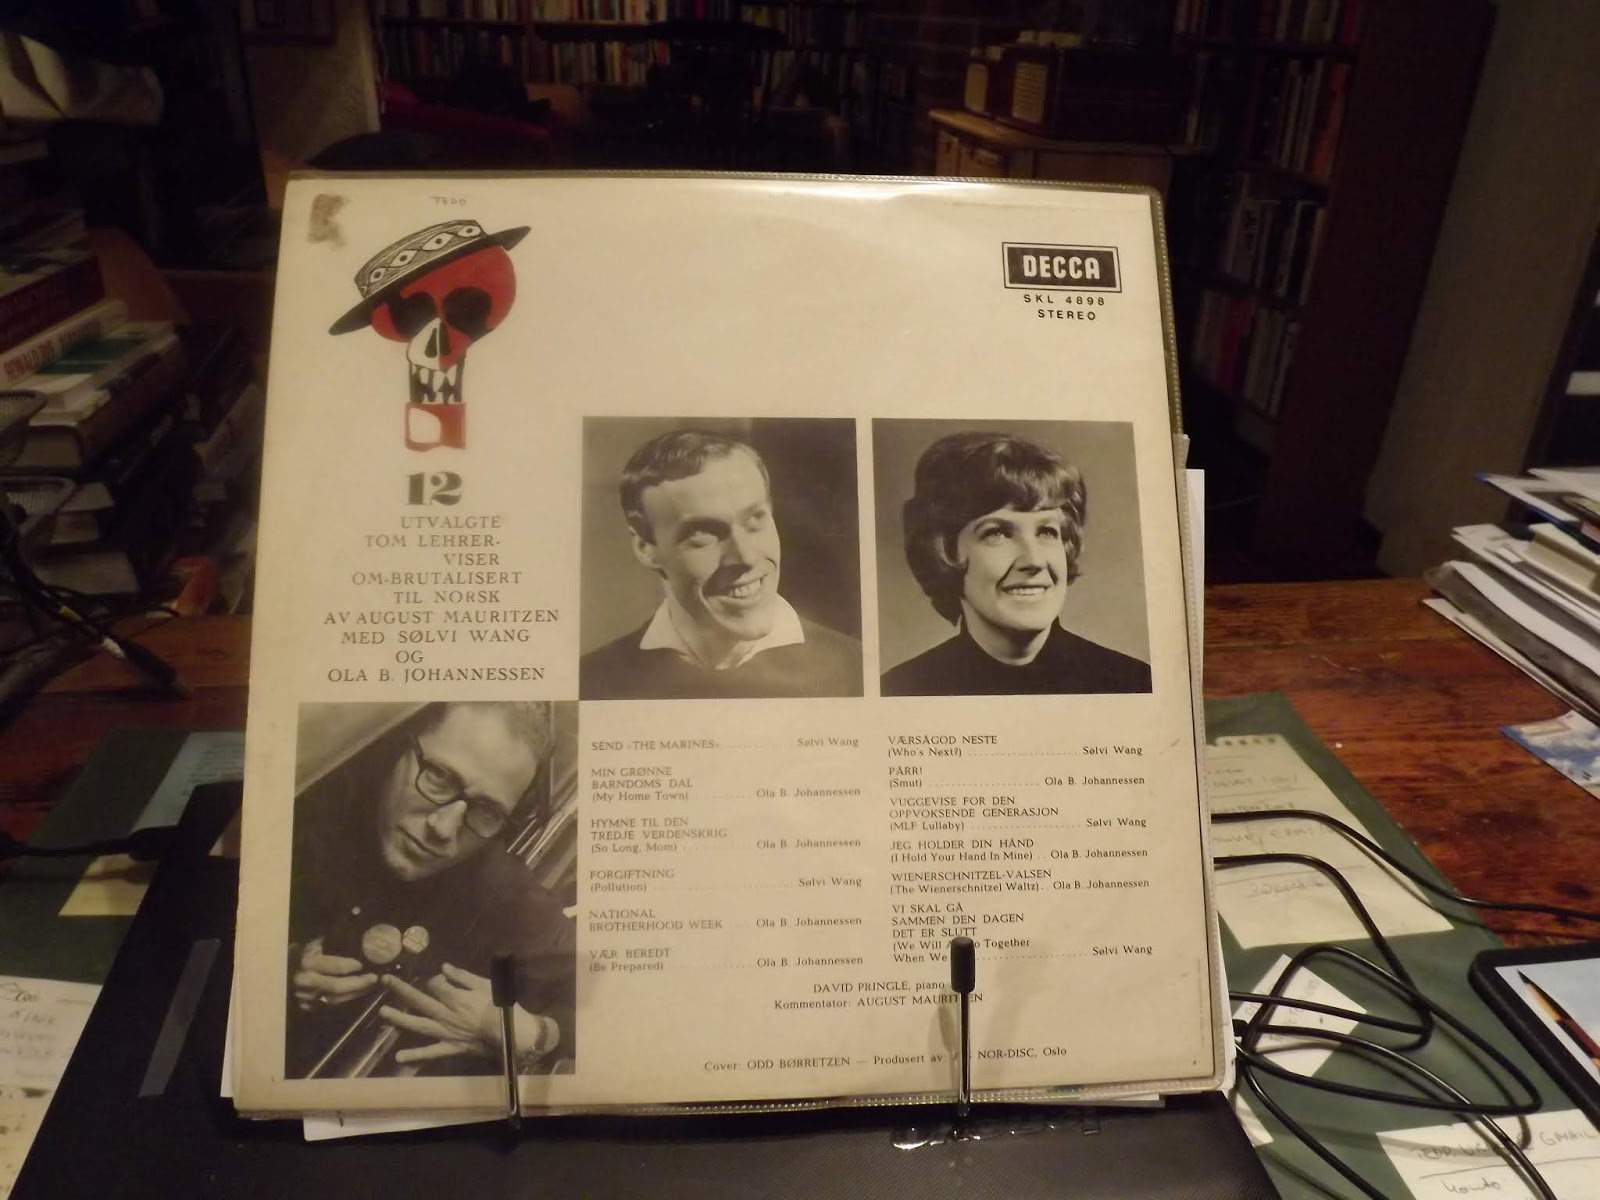 TEDD
DECCA
SKL 4898
STEREO
12
UTVALGTE
TOM LEHRER-
VISER
OM-BRUTALISERT
TIL NORSK
AV AUGUST MAURITZEN
MED SØLVI WANG
OG
OLA B. JOHANNESSEN
SEND «THE MARINES» Sølvi Wang
MIN GRØNNE
BARNDOMS DAL
(My Home Town) Ola B. Johannessen
HYMNE TIL DEN
TREDJE VERDENSKRIG
(So Long, Mom) Ola B. Johannessen
FORGIFTNING
(Pollution) Sølvi Wang
NATIONAL
BROTHERHOOD WEEK Ola B. Johannessen
VÆR BEREDT
(Be Prepared) Ola B. Johannessen
VÆRSÅGOD NESTE
(Who's Next?) Sølvi Wang
PÅRR!
(Smut) Ola B. Johannessen
VUGGEVISE FOR DEN
OPPVOKSENDE GENERASJON
(MLF Lullaby) Sølvi Wang
JEG HOLDER DIN HÅND
(I Hold Your Hand In Mine) Ola B. Johannessen
WIENERSCHNITZEL-VALSEN
(The Wienerschnitzel Waltz) Ola B. Johannessen
VI SKAL GÅ
SAMMEN DEN DAGEN
DET ER SLUTT
(We Will Together
When We Sølvi Wang
DAVID PRINGLE, piano
Kommentator: AUGUST MAURITZEN
Cover: ODD BØRRETZEN — Produsert av: NOR-DISC, Oslo
GMAIL